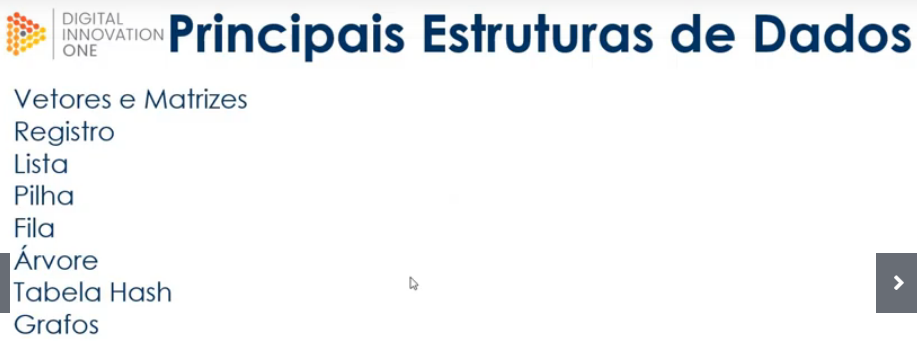 DIGITAL
INNOVATION
ONE
Principais Estruturas de Dados
Vetores e Matrizes
Registro
Lista
Pilha
Fila
Árvore
Tabela Hash
Grafos